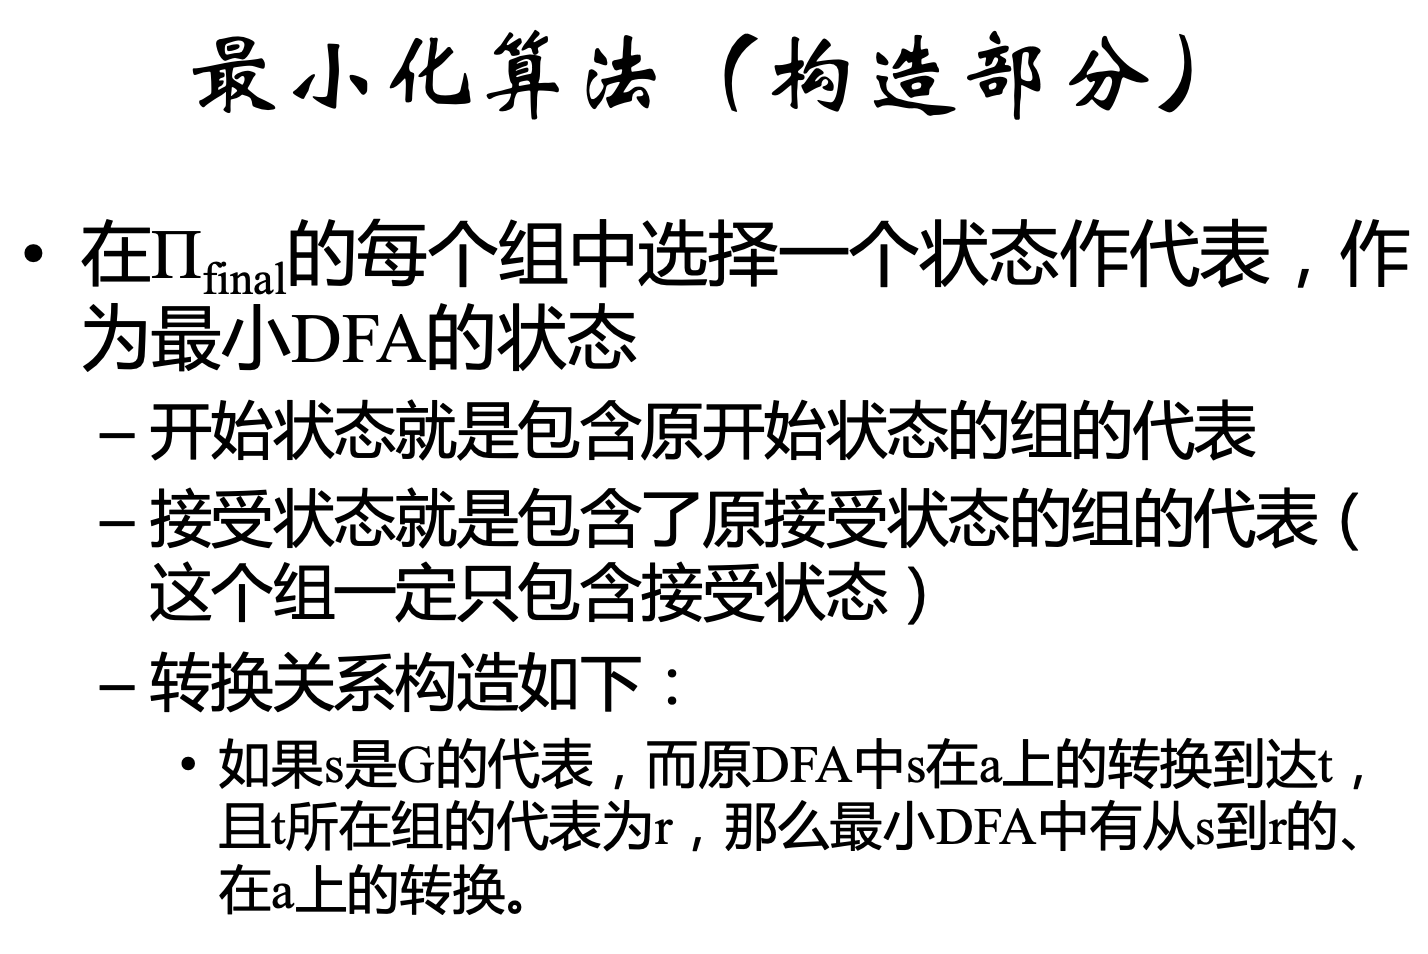 最小化算法（构造部分）
• 在Πfinal的每个组中选择一个状态作代表，作
为最小DFA的状态
– 开始状态就是包含原开始状态的组的代表
– 接受状态就是包含了原接受状态的组的代表（
这个组一定只包含接受状态）
– 转换关系构造如下：
• 如果s是G的代表，而原DFA中s在a上的转换到达t，
且t所在组的代表为r，那么最小DFA中有从s到r的、
在a上的转换。